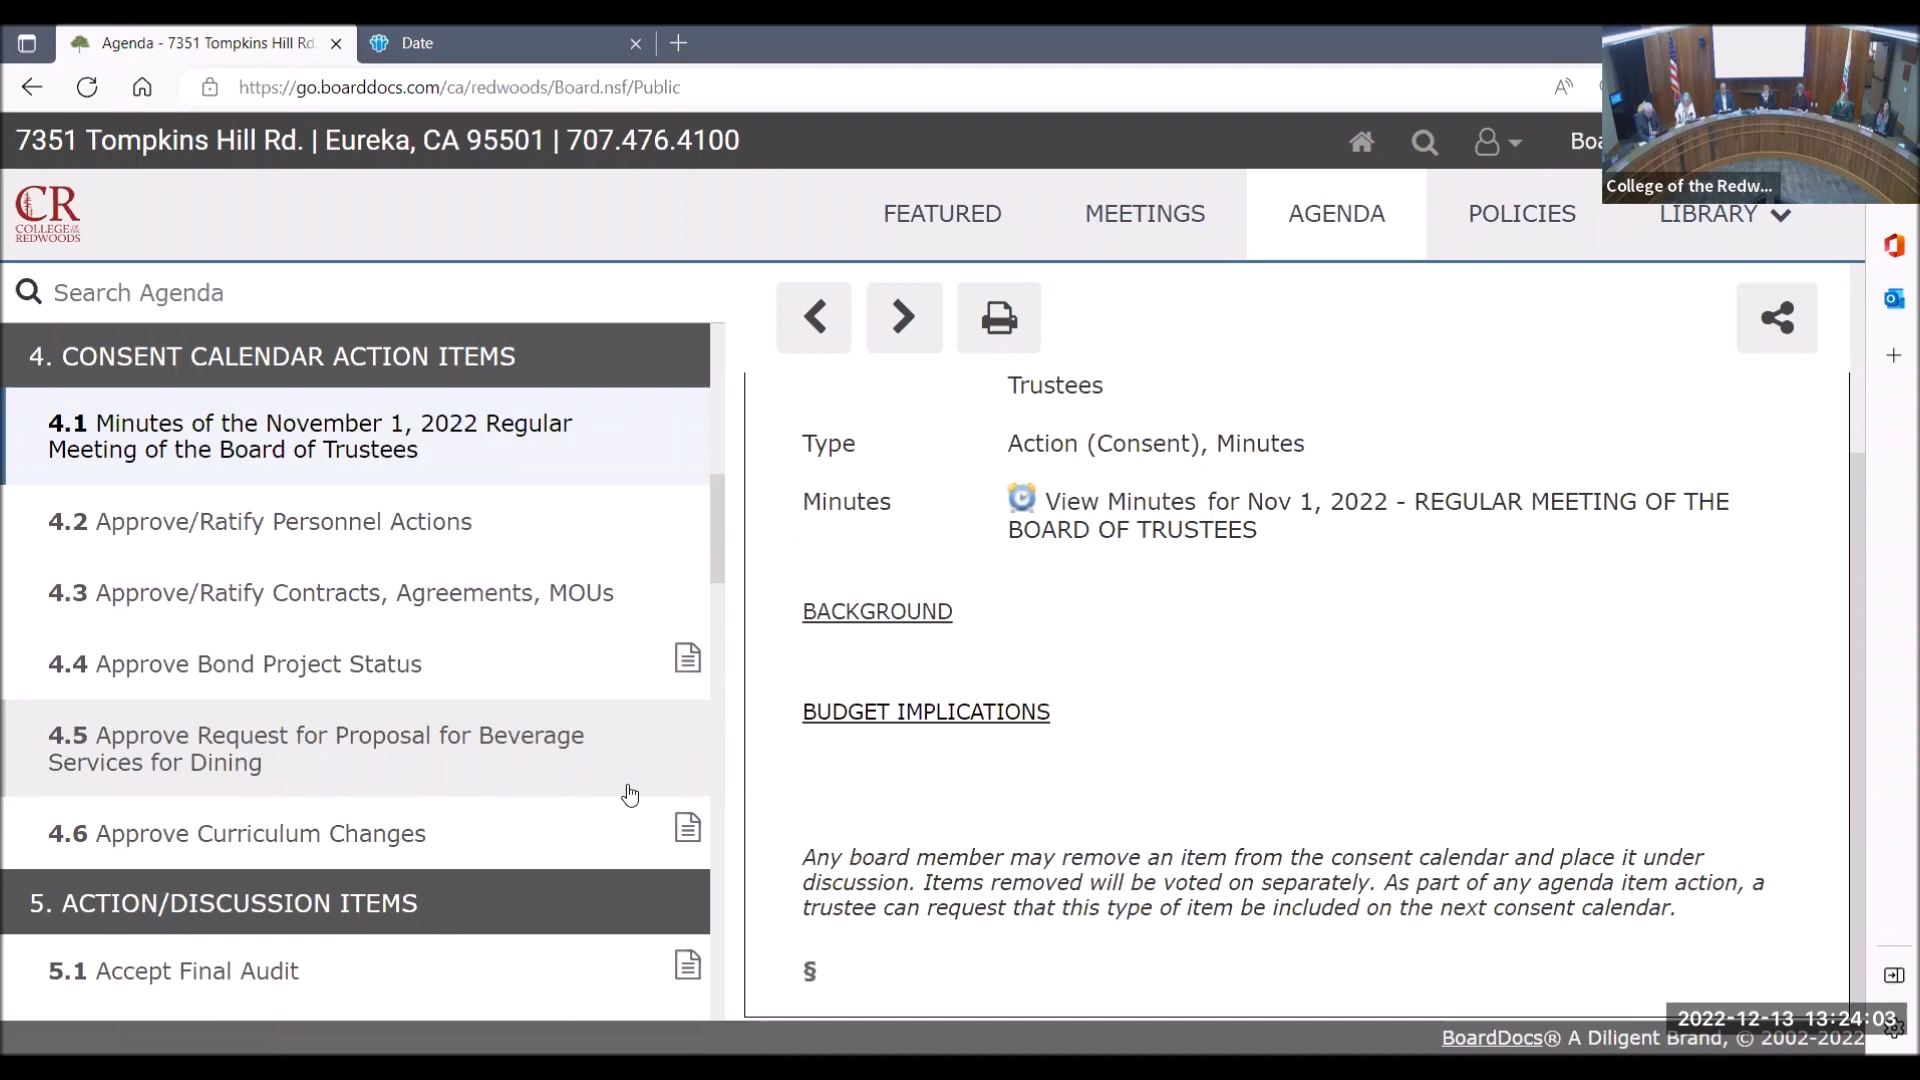 Agenda - 7351 Tompkins Hill Rd.
Date
https://go.boarddocs.com/ca/redwoods/Board.nsf/Public
7351 Tompkins Hill Rd. | Eureka, CA 95501 | 707.476.4100
Boa
College of the Redw...
CR
COLLEGE OF THE
REDWOODS
FEATURED
MEETINGS
AGENDA
POLICIES
LIBRARY
Search Agenda
4. CONSENT CALENDAR ACTION ITEMS
4.1 Minutes of the November 1, 2022 Regular
Meeting of the Board of Trustees
4.2 Approve/Ratify Personnel Actions
4.3 Approve/Ratify Contracts, Agreements, MOUs
4.4 Approve Bond Project Status
4.5 Approve Request for Proposal for Beverage
Services for Dining
4.6 Approve Curriculum Changes
5. ACTION/DISCUSSION ITEMS
5.1 Accept Final Audit
Trustees
Type Action (Consent), Minutes
Minutes View Minutes for Nov 1, 2022 - REGULAR MEETING OF THE
BOARD OF TRUSTEES
BACKGROUND
BUDGET IMPLICATIONS
Any board member may remove an item from the consent calendar and place it under
discussion. Items removed will be voted on separately. As part of any agenda item action, a
trustee can request that this type of item be included on the next consent calendar.
§
2022-12-13 13:24:03
BoardDocs® A Diligent Brand, © 2002-2022